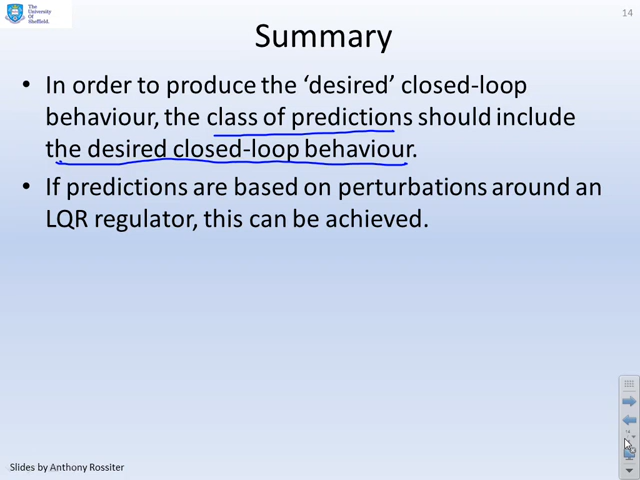 The
University
Of
Sheffield.
14
Summary
• In order to produce the ‘desired’ closed-loop
behaviour, the class of predictions should include
the desired closed-loop behaviour.
• If predictions are based on perturbations around an
LQR regulator, this can be achieved.
Slides by Anthony Rossiter